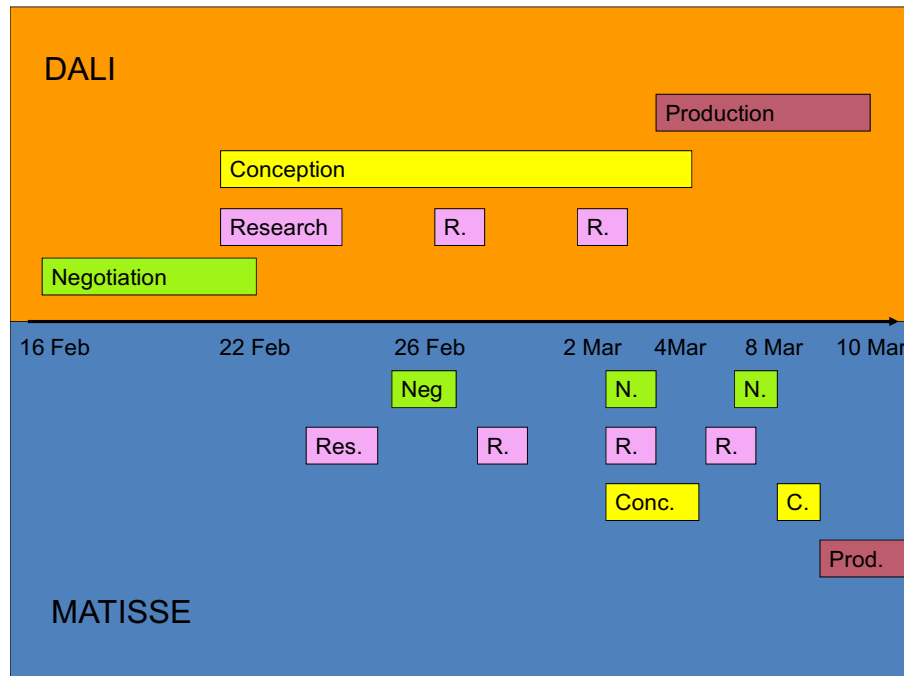 DALI
Production
Conception
Research R. R.
Negotiation
16 Feb 22 Feb 26 Feb 2 Mar 4Mar 8 Mar 10 Mar
Neg N. N.
Res. R. R. R.
Conc. C.
Prod.
MATISSE